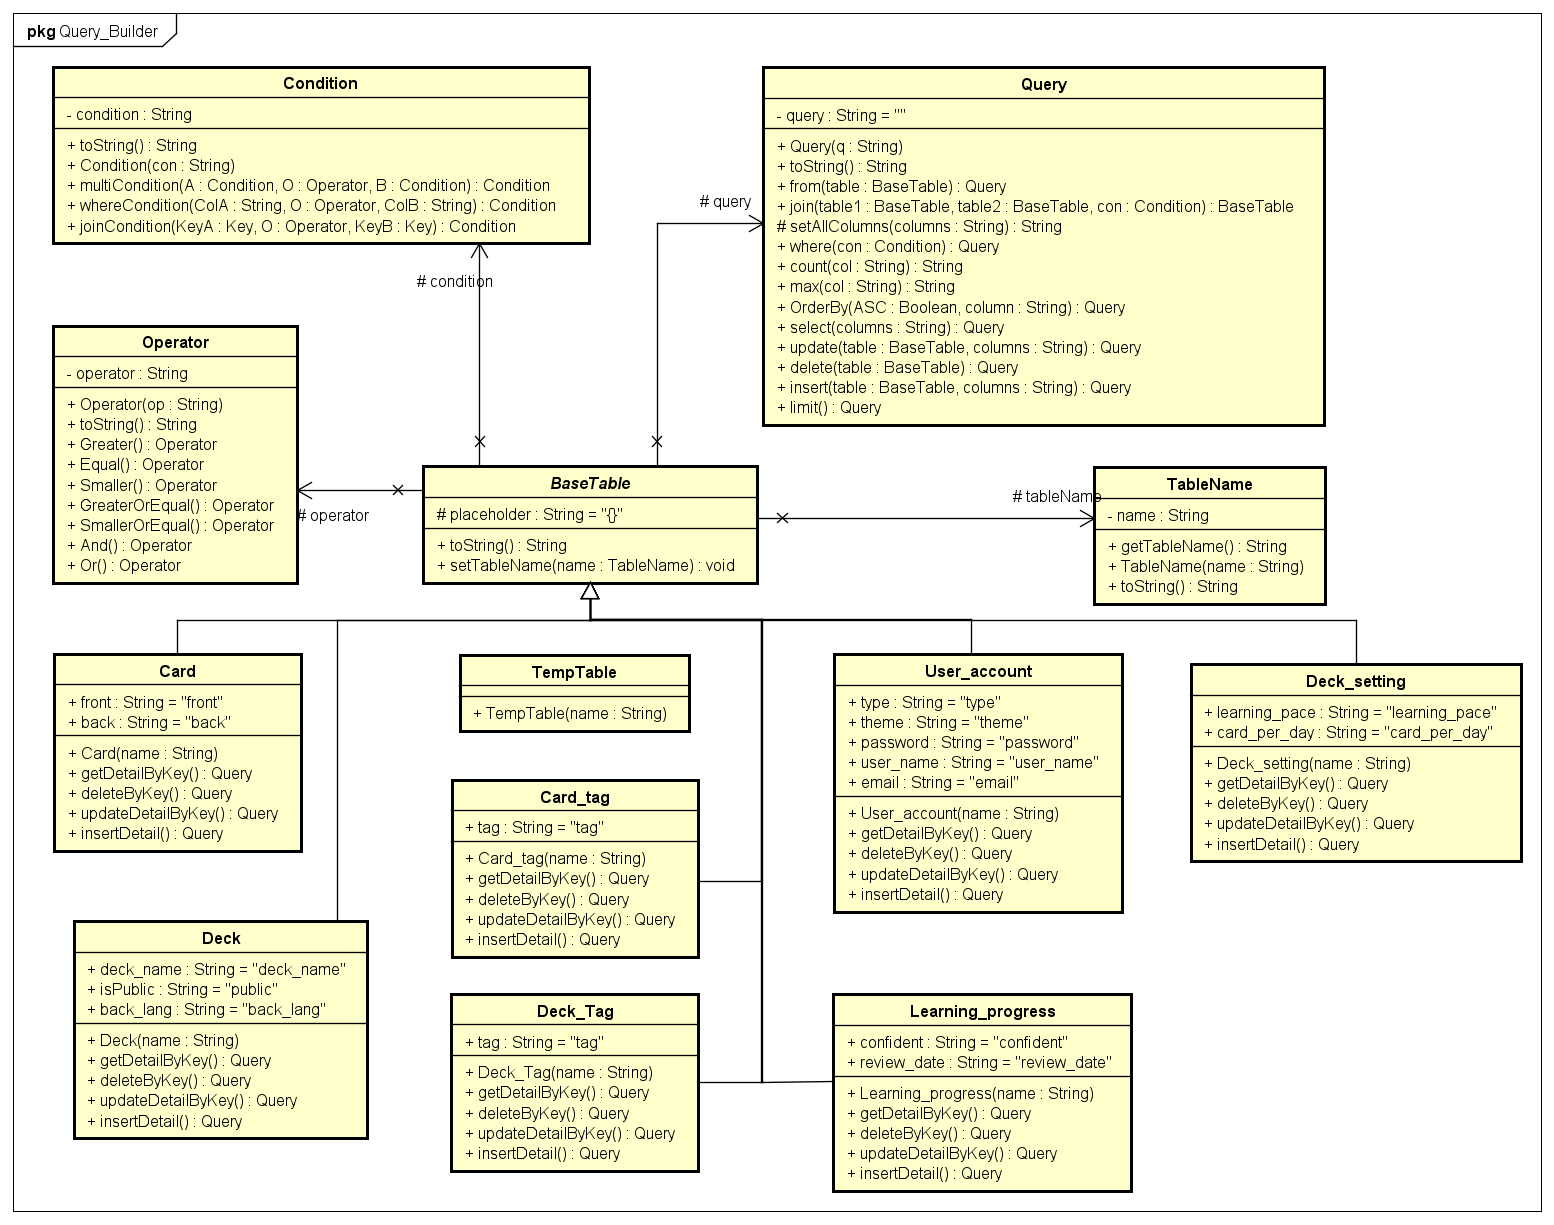 pkg Query_Builder
Condition
- condition : String
+ toString() : String
+ Condition(con : String)
+ multiCondition(A : Condition, O : Operator, B : Condition) : Condition
+ whereCondition(ColA : String, O : Operator, ColB : String) : Condition
+ joinCondition(KeyA : Key, O : Operator, KeyB : Key) : Condition
Query
- query : String = ""
+ Query(q : String)
+ toString() : String
+ from(table : BaseTable) : Query
+ join(table1 : BaseTable, table2 : BaseTable, con : Condition) : BaseTable
# setAllColumns(columns : String) : String
+ where(con : Condition) : Query
+ count(col : String) : String
+ max(col : String) : String
+ OrderBy(ASC : Boolean, column : String) : Query
+ select(columns : String) : Query
+ update(table : BaseTable, columns : String) : Query
+ delete(table : BaseTable) : Query
+ insert(table : BaseTable, columns : String) : Query
+ limit() : Query
# query
# condition
Operator
- operator : String
+ Operator(op : String)
+ toString() : String
+ Greater() : Operator
+ Equal() : Operator
+ Smaller() : Operator
+ GreaterOrEqual() : Operator
+ SmallerOrEqual() : Operator
+ And() : Operator
+ Or() : Operator
# operator
BaseTable
# placeholder : String = "{}"
+ toString() : String
+ setTableName(name : TableName) : void
# tableName
TableName
- name : String
+ getTableName() : String
+ TableName(name : String)
+ toString() : String
Card
+ front : String = "front"
+ back : String = "back"
+ Card(name : String)
+ getDetailByKey() : Query
+ deleteByKey() : Query
+ updateDetailByKey() : Query
+ insertDetail() : Query
TempTable
+ TempTable(name : String)
User_account
+ type : String = "type"
+ theme : String = "theme"
+ password : String = "password"
+ user_name : String = "user_name"
+ email : String = "email"
+ User_account(name : String)
+ getDetailByKey() : Query
+ deleteByKey() : Query
+ updateDetailByKey() : Query
+ insertDetail() : Query
Deck_setting
+ learning_pace : String = "learning_pace"
+ card_per_day : String = "card_per_day"
+ Deck_setting(name : String)
+ getDetailByKey() : Query
+ deleteByKey() : Query
+ updateDetailByKey() : Query
+ insertDetail() : Query
Card_tag
+ tag : String = "tag"
+ Card_tag(name : String)
+ getDetailByKey() : Query
+ deleteByKey() : Query
+ updateDetailByKey() : Query
+ insertDetail() : Query
Deck
+ deck_name : String = "deck_name"
+ isPublic : String = "public"
+ back_lang : String = "back_lang"
+ Deck(name : String)
+ getDetailByKey() : Query
+ deleteByKey() : Query
+ updateDetailByKey() : Query
+ insertDetail() : Query
Deck_Tag
+ tag : String = "tag"
+ Deck_Tag(name : String)
+ getDetailByKey() : Query
+ deleteByKey() : Query
+ updateDetailByKey() : Query
+ insertDetail() : Query
Learning_progress
+ confident : String = "confident"
+ review_date : String = "review_date"
+ Learning_progress(name : String)
+ getDetailByKey() : Query
+ deleteByKey() : Query
+ updateDetailByKey() : Query
+ insertDetail() : Query